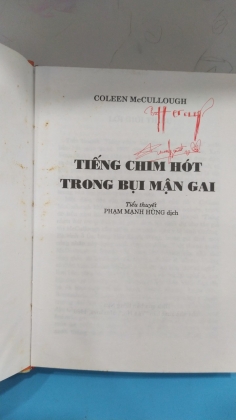 COLEEN McCULLOUGH
TIẾNG CHIM HÓT
TRONG BỤI MẬN GAI
Tiểu thuyết
PHẠM MẠNH HÙNG dịch